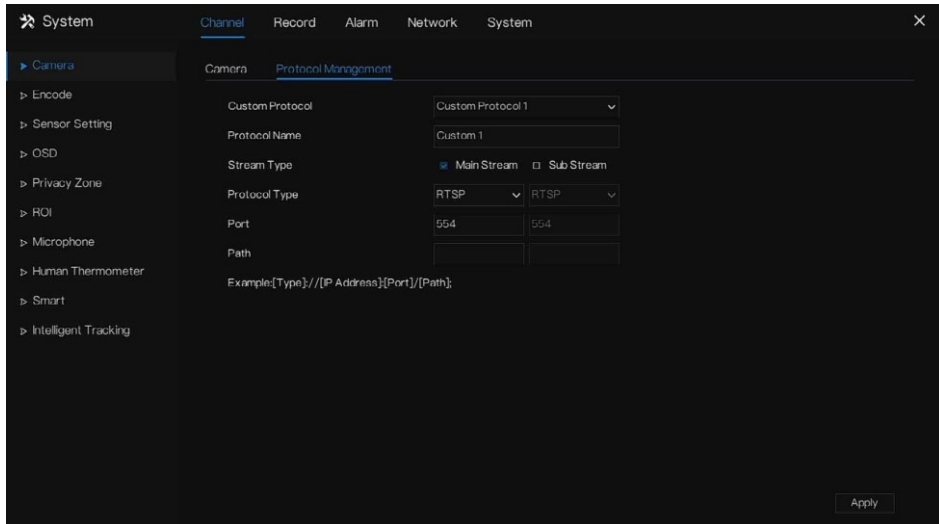 System
Channel Record Alarm Network System
Camera
Encode
Sensor Setting
OSD
Privacy Zone
ROI
Microphone
Human Thermometer
Smart
Intelligent Tracking
Camera Protocol Management
Custom Protocol Custom Protocol 1
Protocol Name Custom 1
Stream Type Main Stream Sub Stream
Protocol Type RTSP RTSP
Port 554 554
Path
Example:[Type]://[IP Address]:[Port]/[Path];
Apply